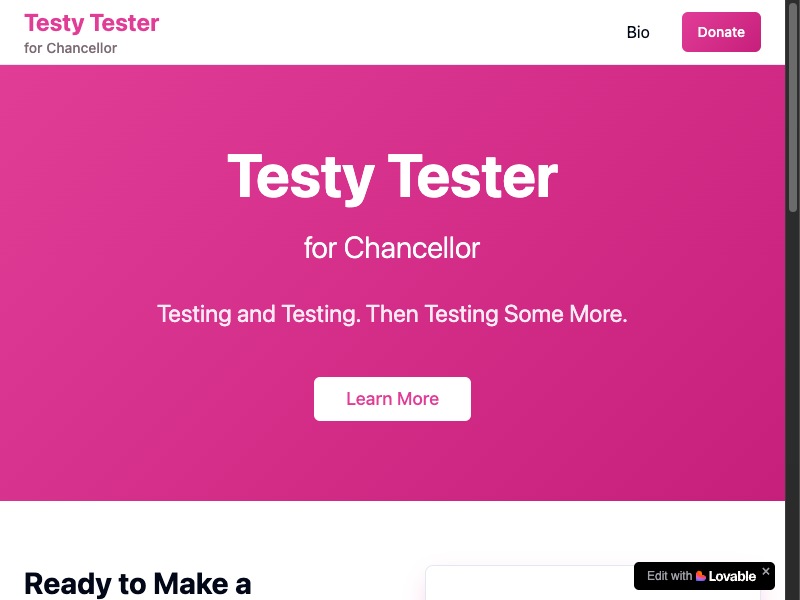 Testy Tester
for Chancellor
Bio
Donate
Testy Tester
for Chancellor
Testing and Testing. Then Testing Some More.
Learn More
Ready to Make a
Edit with Lovable